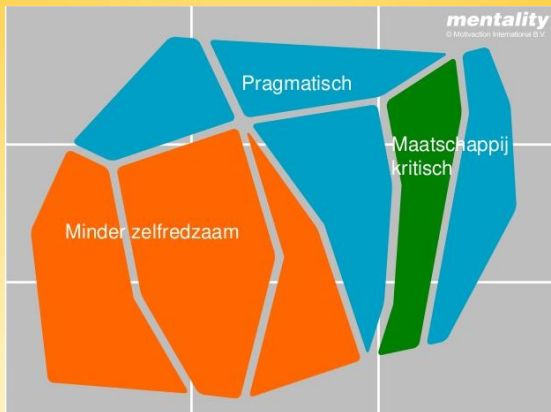 mentality
© Motivaction International B.V.
Pragmatisch
Maatschappij
kritisch
Minder zelfredzaam